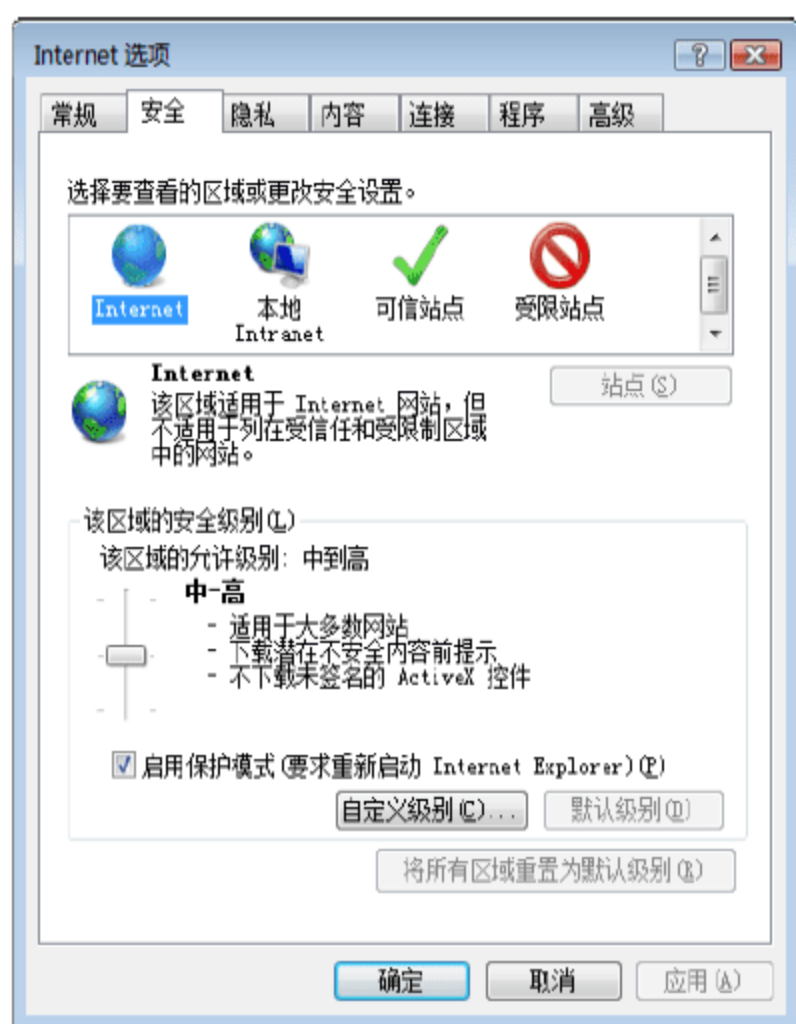 Internet 选项
常规 安全 隐私 内容 连接 程序 高级
选择要查看的区域或更改安全设置。
Internet 本地 Intranet 可信站点 受限站点
Internet
站点(S)
该区域适用于 Internet 网站，但
不适用于列在受信任和受限制区域
中的网站。
该区域的安全级别(L)
该区域的允许级别: 中到高
中-高
- 适用于大多数网站
- 下载潜在不安全内容前提示
- 不下载未签名的 ActiveX 控件
启用保护模式(要求重新启动 Internet Explorer)(P)
自定义级别(C)... 默认级别(D)
将所有区域重置为默认级别(R)
确定 取消 应用(A)